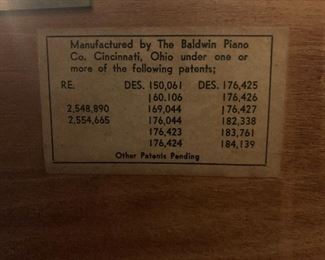 Manufactured by The Baldwin Piano
Co. Cincinnati, Ohio under one or
more of the following patents;
RE. DES. 150,061 DES. 176,425
160,106 176,426
2,548,890 169,044 176,427
2,554,665 176,044 182,338
176,423 183,761
176,424 184,139
Other Patents Pending